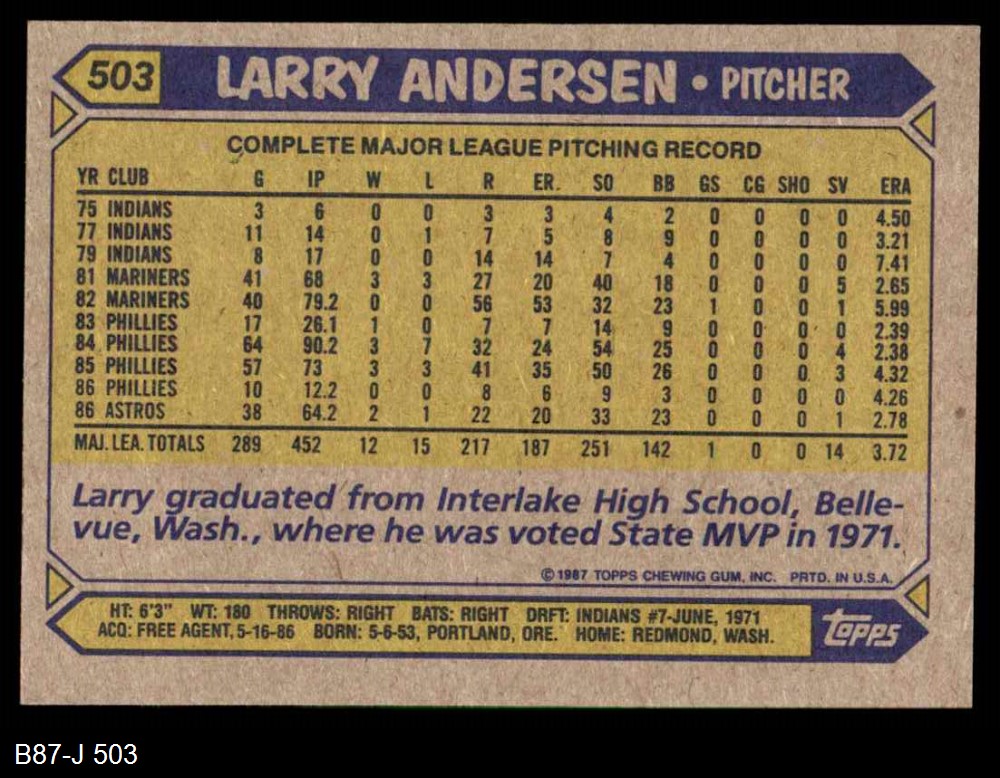 503 LARRY ANDERSEN • PITCHER
COMPLETE MAJOR LEAGUE PITCHING RECORD
YR CLUB G IP W L R ER. SO BB GS CG SHO SV ERA
75 INDIANS 3 6 0 0 3 3 4 2 0 0 0 0 4.50
77 INDIANS 11 14 0 1 7 5 8 9 0 0 0 0 3.21
79 INDIANS 8 17 0 0 14 14 7 4 0 0 0 0 7.41
81 MARINERS 41 68 3 3 27 20 40 18 0 0 0 5 2.65
82 MARINERS 40 79.2 0 0 56 53 32 23 1 0 0 1 5.99
83 PHILLIES 17 26.1 1 0 7 7 14 9 0 0 0 0 2.39
84 PHILLIES 64 90.2 3 7 32 24 54 25 0 0 0 4 2.38
85 PHILLIES 57 73 3 3 41 35 50 26 0 0 0 3 4.32
86 PHILLIES 10 12.2 0 0 8 6 9 3 0 0 0 0 4.26
86 ASTROS 38 64.2 2 1 22 20 33 23 0 0 0 1 2.78
MAJ. LEA. TOTALS 289 452 12 15 217 187 251 142 1 0 0 14 3.72
Larry graduated from Interlake High School, Belle-
vue, Wash., where he was voted State MVP in 1971.
© 1987 TOPPS CHEWING GUM, INC. PRTD. IN U.S.A.
HT: 6'3" WT: 180 THROWS: RIGHT BATS: RIGHT DRFT: INDIANS #7-JUNE, 1971
ACQ: FREE AGENT, 5-16-86 BORN: 5-6-53, PORTLAND, ORE. HOME: REDMOND, WASH.
topps
B87-J 503